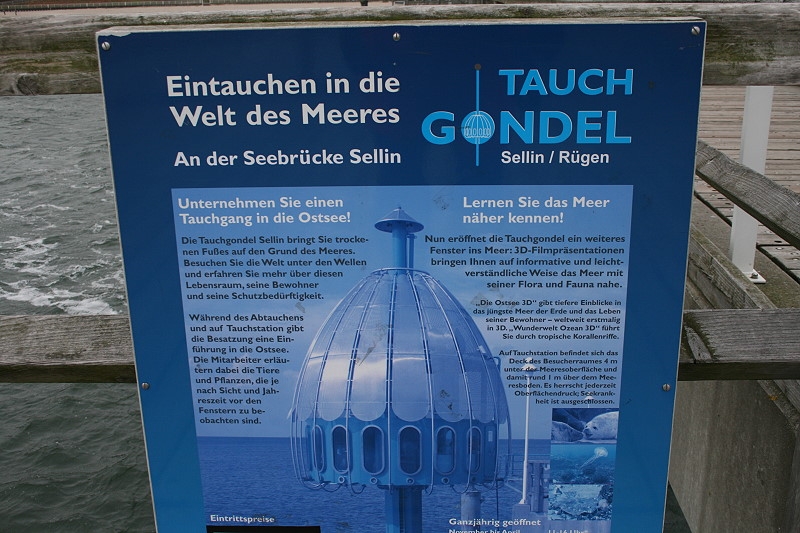 Eintauchen in die
Welt des Meeres
An der Seebrücke Sellin
TAUCH
GONDEL
Sellin / Rügen
Unternehmen Sie einen
Tauchgang in die Ostsee!
Die Tauchgondel Sellin bringt Sie trocke-
nen Fußes auf den Grund des Meeres.
Besuchen Sie die Welt unter den Wellen
und erfahren Sie mehr über diesen
Lebensraum, seine Bewohner
und seine Schutzbedürftigkeit.
Während des Abtauchens
und auf Tauchstation gibt
die Besatzung eine Ein-
führung in die Ostsee.
Die Mitarbeiter erläu-
tern dabei die Tiere
und Pflanzen, die je
nach Sicht und Jah-
reszeit vor den
Fenstern zu be-
obachten sind.
Eintrittspreise
Lernen Sie das Meer
näher kennen!
Nun eröffnet die Tauchgondel ein weiteres
Fenster ins Meer: 3D-Filmpräsentationen
bringen Ihnen auf informative und leicht-
verständliche Weise das Meer mit
seiner Flora und Fauna nahe.
„Die Ostsee 3D" gibt tiefere Einblicke in
das jüngste Meer der Erde und das Leben
seiner Bewohner – weltweit erstmalig
in 3D. „Wunderwelt Ozean 3D" führt
Sie durch tropische Korallenriffe.
Auf Tauchstation befindet sich das
Deck des Besucherraumes 4 m
unter der Meeresoberfläche und
damit rund 1 m über dem Mee-
resboden. Es herrscht jederzeit
Oberflächendruck; Seekrank-
heit ist ausgeschlossen.
Ganzjährig geöffnet
November bis April